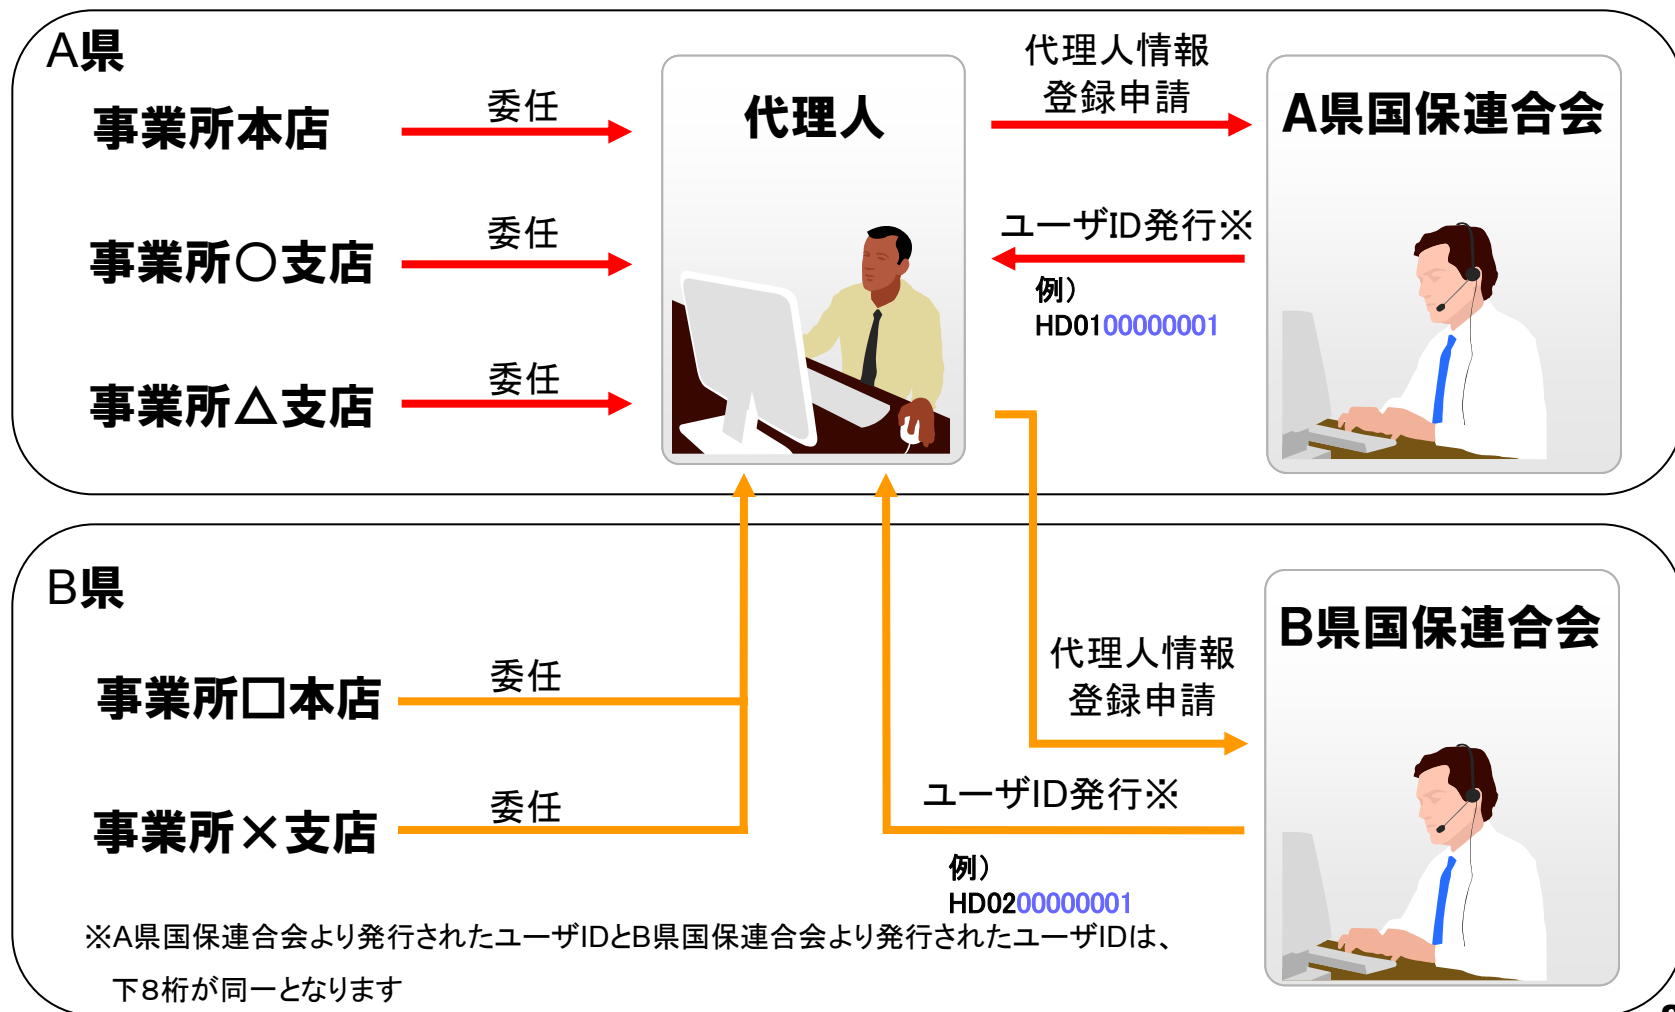 A県
事業所本店
委任
代理人
代理人情報
登録申請
A県国保連合会
事業所○支店
委任
ユーザID発行※
例）
HD0100000001
事業所△支店
委任
B県
B県国保連合会
事業所□本店
委任
代理人情報
登録申請
事業所×支店
委任
ユーザID発行※
例）
HD0200000001
※A県国保連合会より発行されたユーザIDとB県国保連合会より発行されたユーザIDは、
下8桁が同一となります